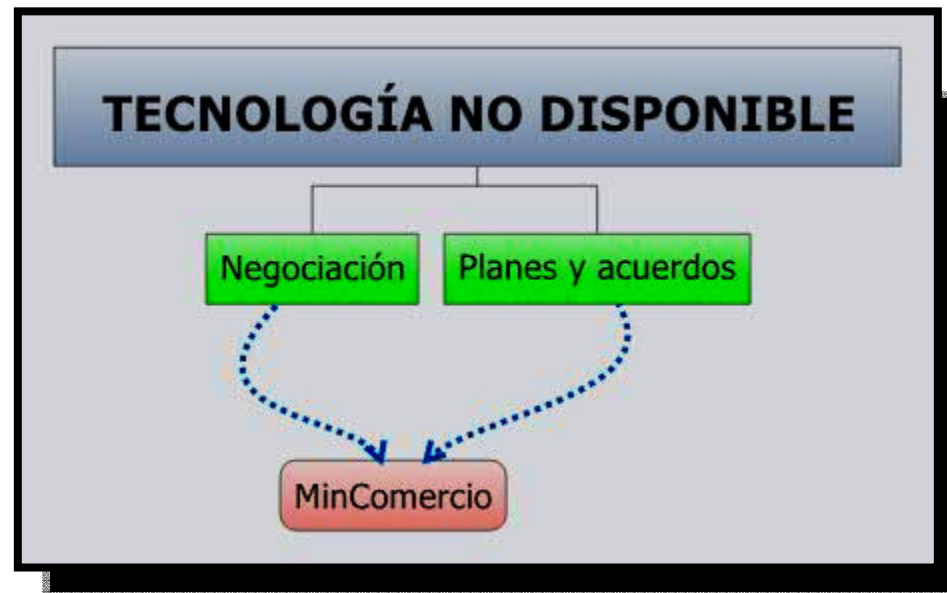 TECNOLOGÍA NO DISPONIBLE
Negociación
Planes y acuerdos
MinComercio